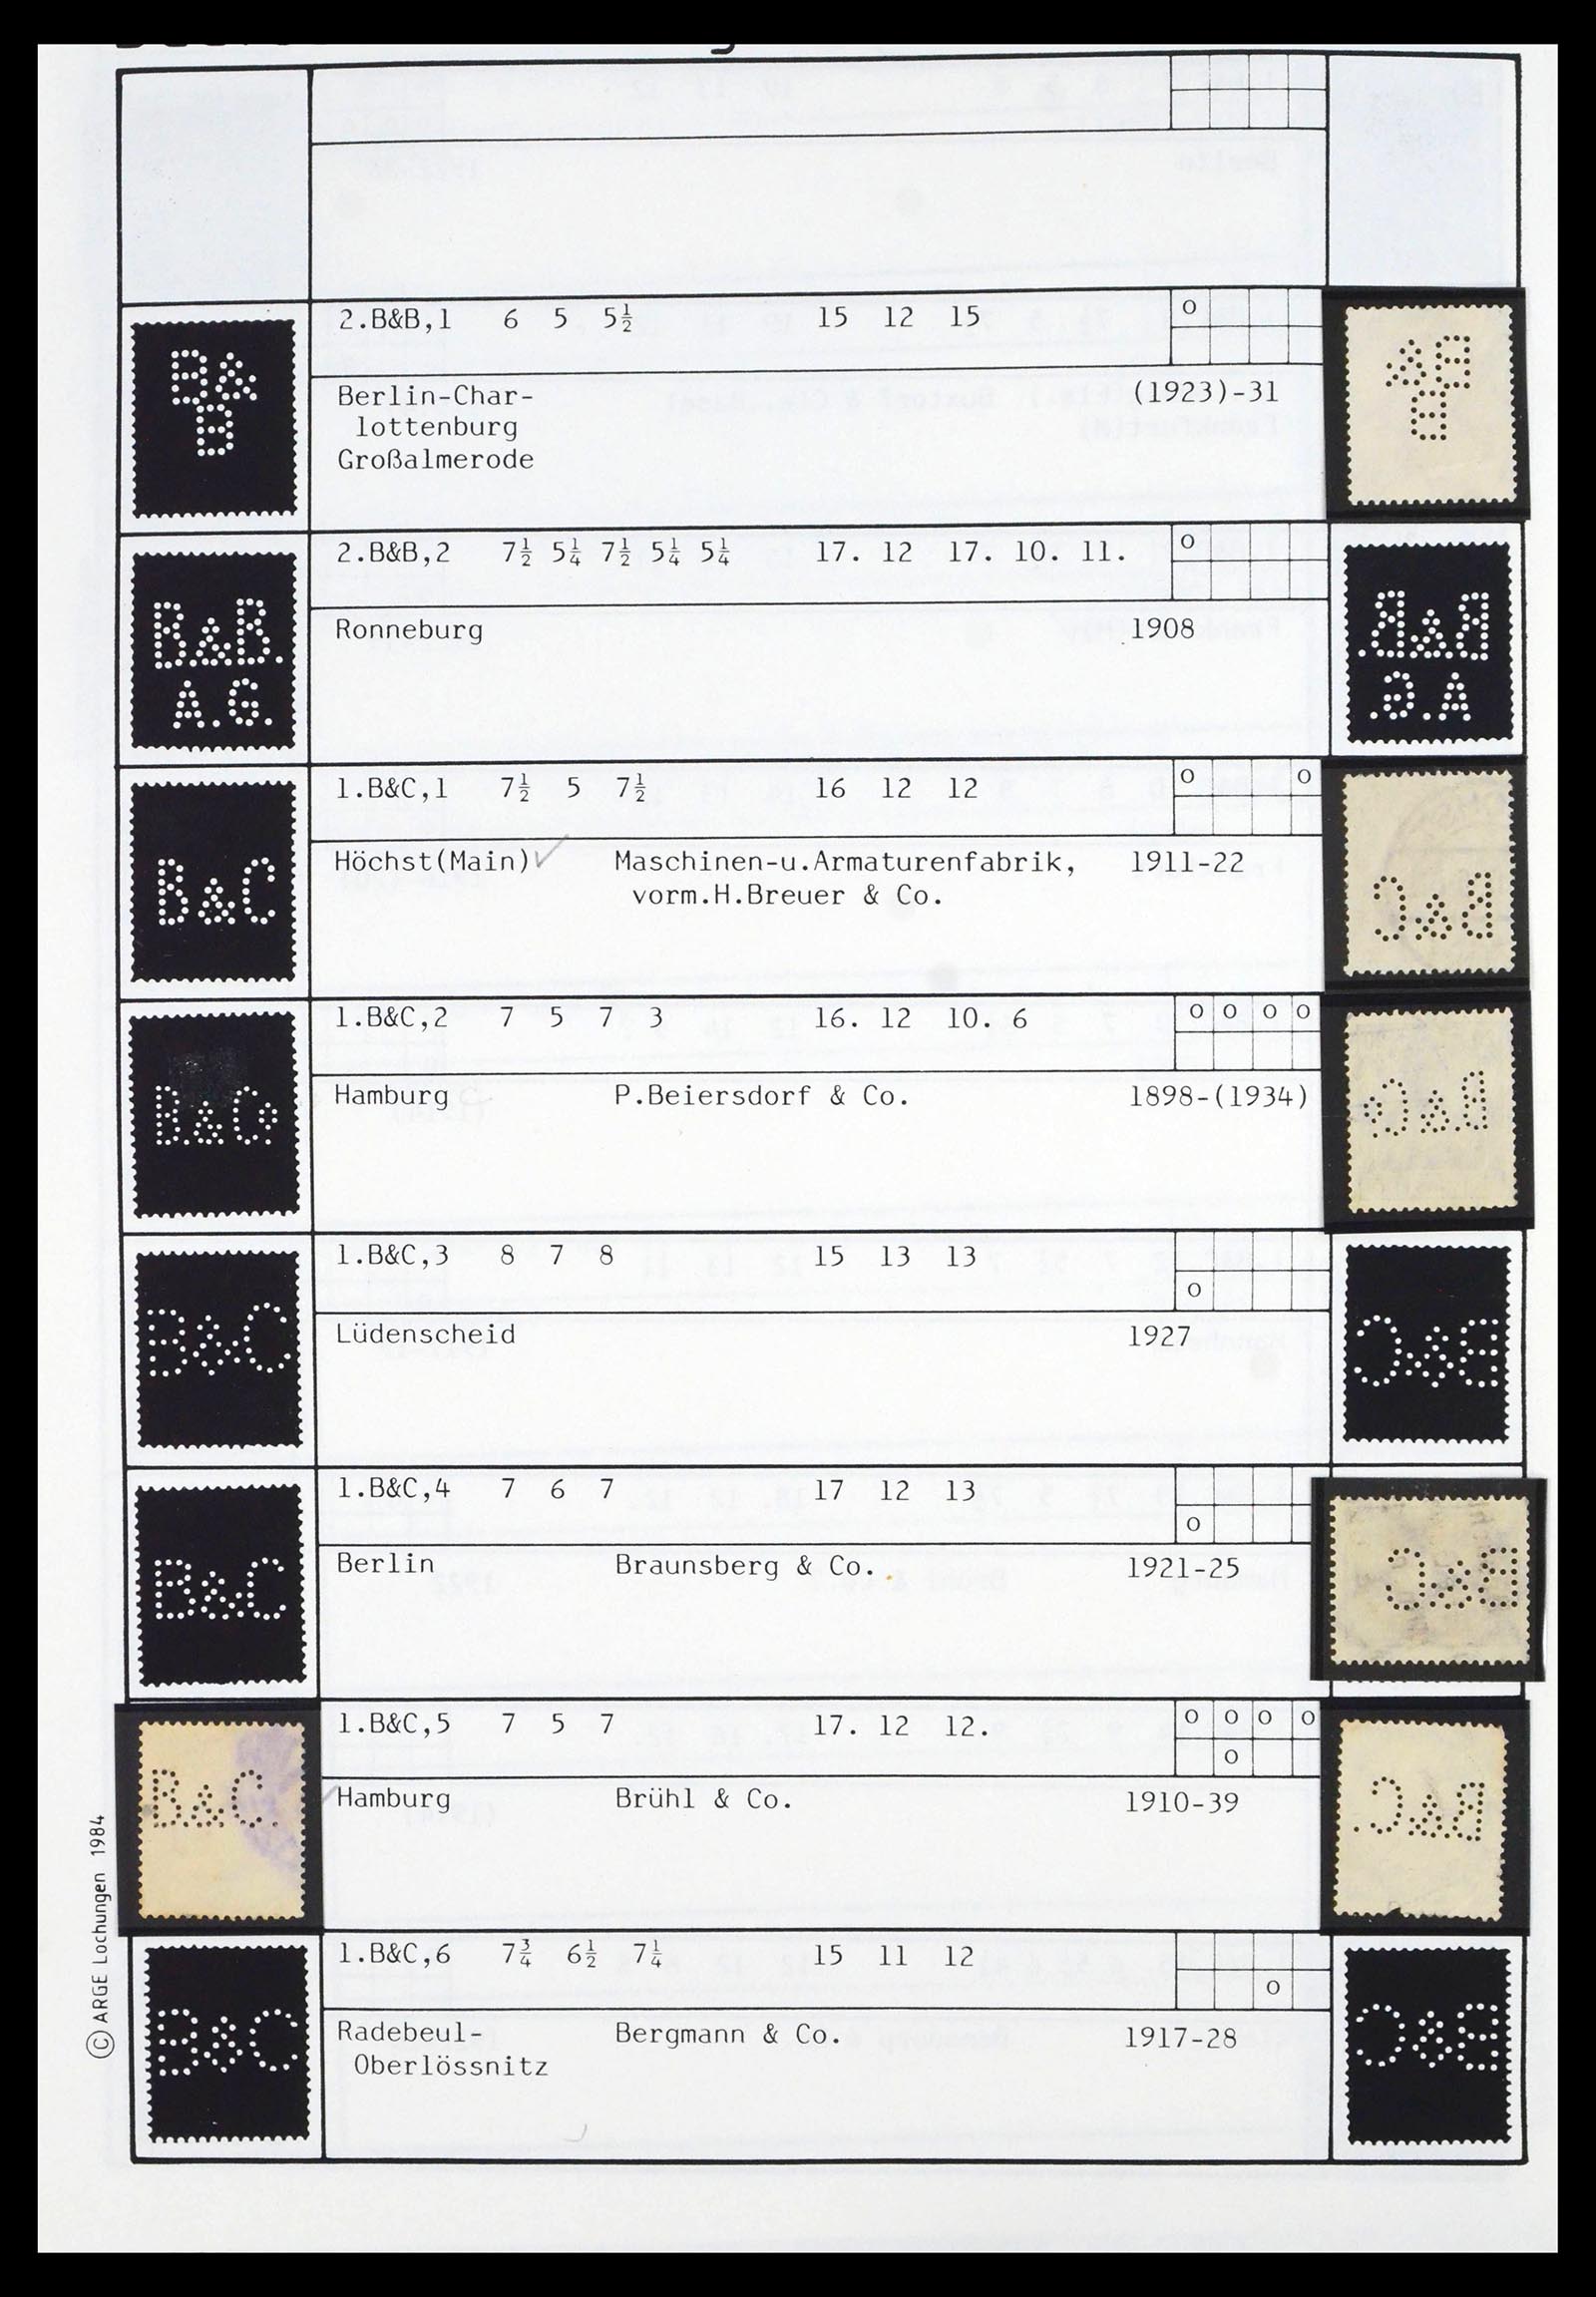 2.B&B,1 6 5 5½ 15 12 15 o
B&
B
Berlin-Char- (1923)-31
lottenburg
Großalmerode
B&
B
2.B&B,2 7½ 5¼ 7½ 5¼ 5¼ 17. 12 17. 10. 11. o
B&B.
A.G.
Ronneburg 1908
B&B.
A.G.
1.B&C,1 7½ 5 7½ 16 12 12 o o
B&C
Höchst(Main)✓ Maschinen-u.Armaturenfabrik, 1911-22
vorm.H.Breuer & Co.
B&C
1.B&C,2 7 5 7 3 16. 12 10. 6 o o o o
B&Co
Hamburg P.Beiersdorf & Co. 1898-(1934)
B&Co
1.B&C,3 8 7 8 15 13 13
o
B&C
Lüdenscheid 1927
B&C
1.B&C,4 7 6 7 17 12 13
o
B&C
Berlin Braunsberg & Co. 1921-25
B&C
1.B&C,5 7 5 7 17. 12 12. o o o o
o
B&C.
Hamburg Brühl & Co. 1910-39
B&C.
1.B&C,6 7¾ 6½ 7¼ 15 11 12
o
B&C
Radebeul- Bergmann & Co. 1917-28
Oberlössnitz
B&C
© ARGE Lochungen 1984